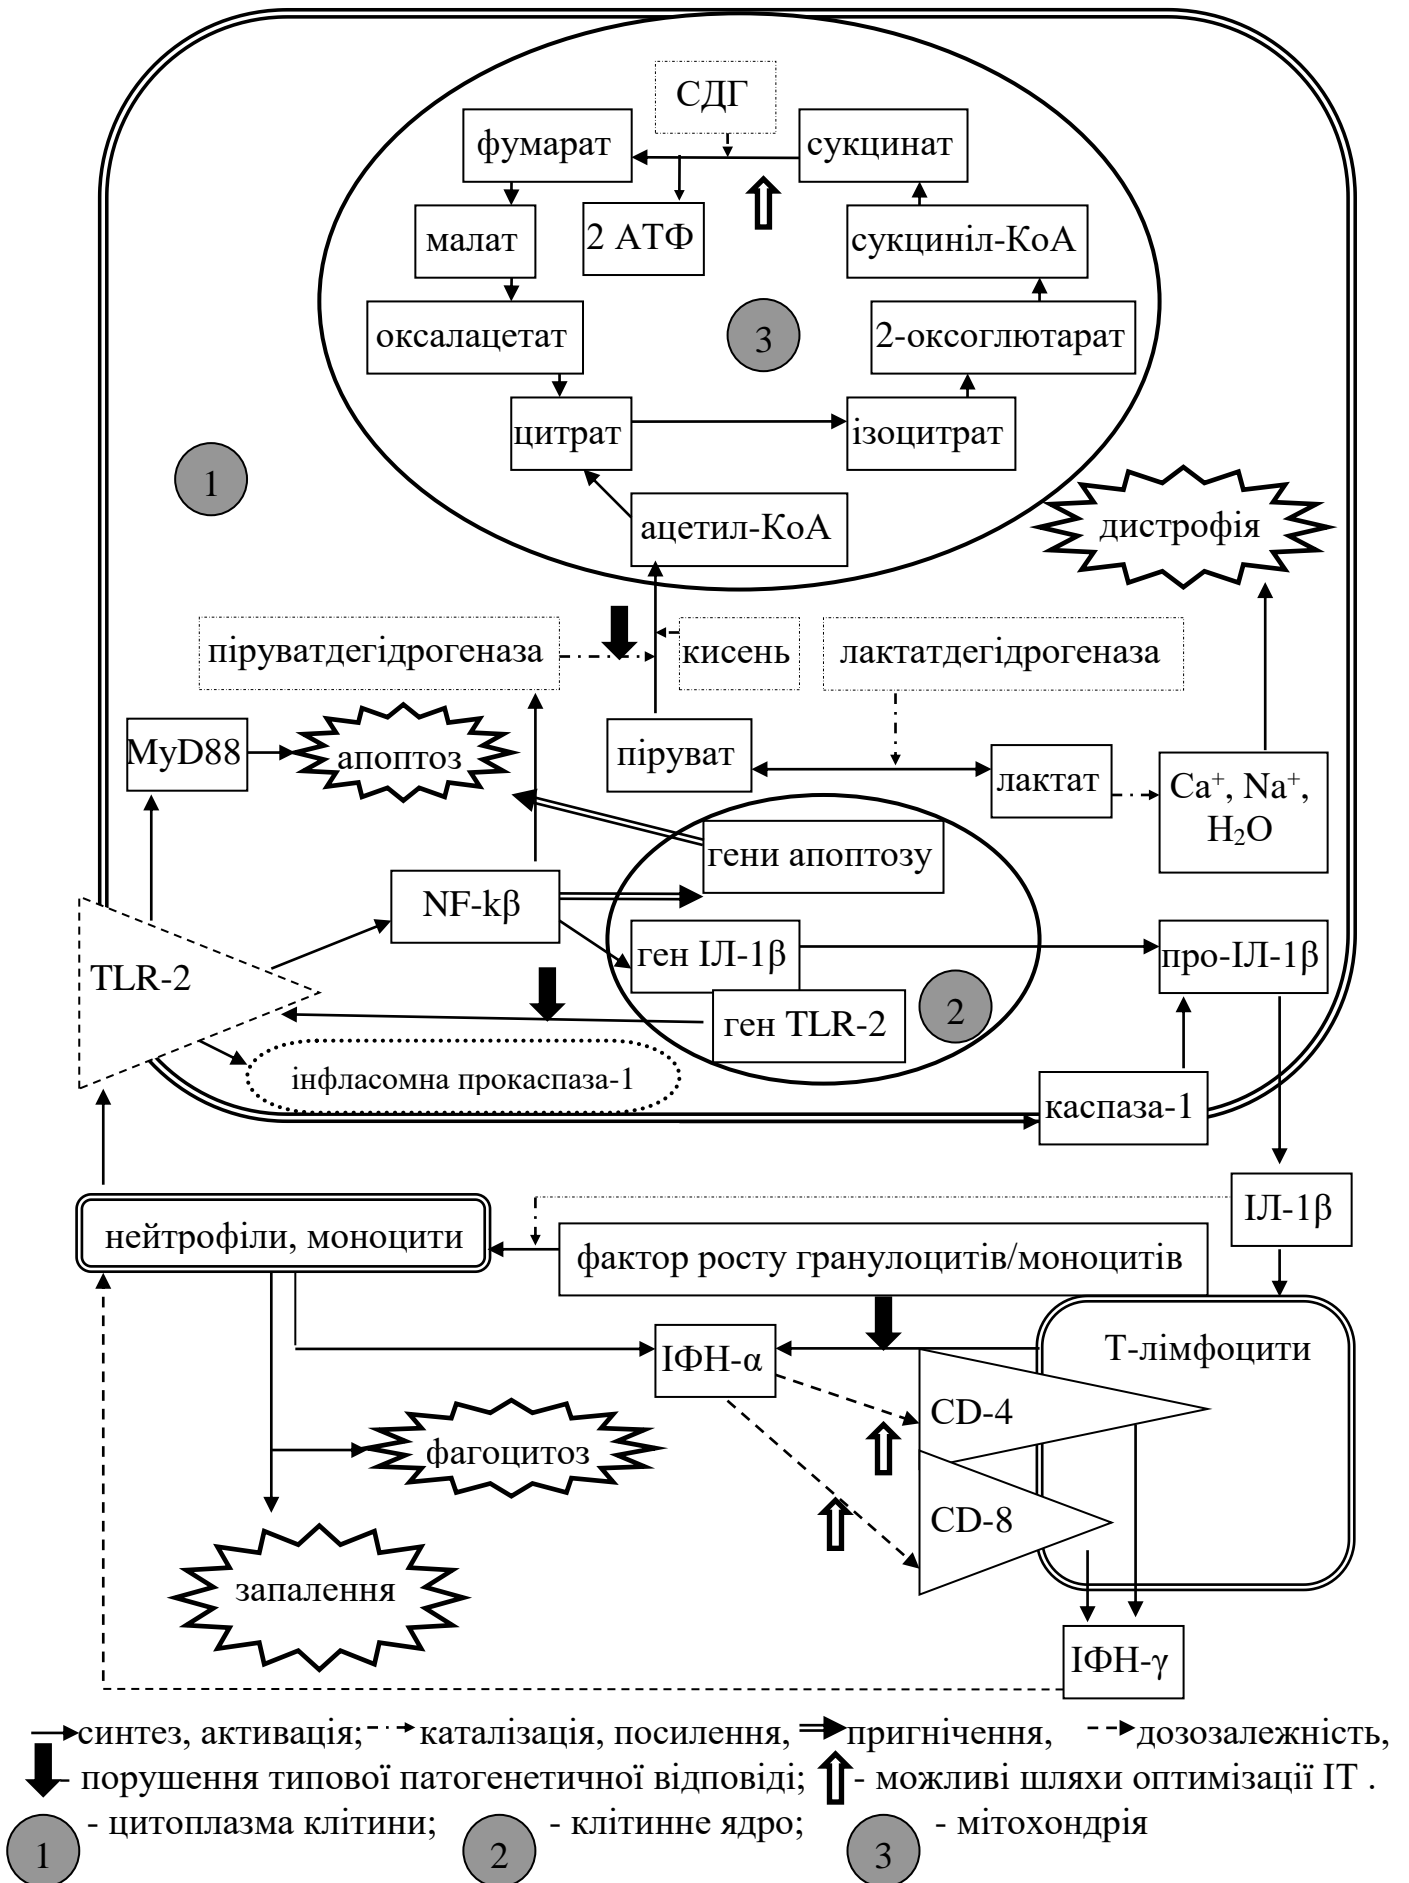 СДГ
фумарат
сукцинат
малат
2 АТФ
сукциніл-КоА
оксалацетат
3
2-оксоглютарат
цитрат
ізоцитрат
1
ацетил-КоА
дистрофія
піруватдегідрогеназа
кисень
лактатдегідрогеназа
MyD88
апоптоз
піруват
лактат
Ca⁺, Na⁺,
H₂O
гени апоптозу
NF-kβ
ген ІЛ-1β
про-ІЛ-1β
TLR-2
ген TLR-2
2
інфласомна прокаспаза-1
каспаза-1
ІЛ-1β
нейтрофіли, моноцити
фактор росту гранулоцитів/моноцитів
ІФН-α
Т-лімфоцити
CD-4
фагоцитоз
CD-8
запалення
ІФН-γ
синтез, активація; каталізація, посилення, пригнічення, дозозалежність,
- порушення типової патогенетичної відповіді; - можливі шляхи оптимізації ІТ .
1 - цитоплазма клітини; 2 - клітинне ядро; 3 - мітохондрія